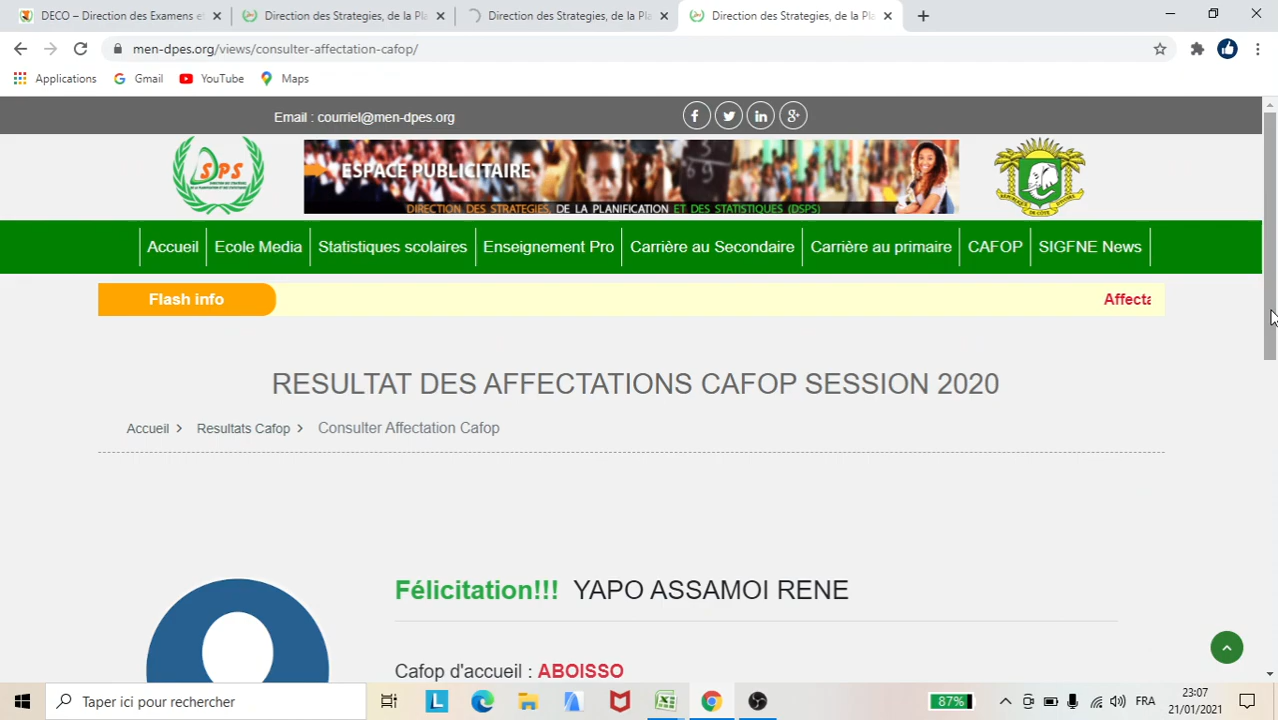 DECO – Direction des Examens et
Direction des Strategies, de la Pla
Direction des Strategies, de la Pla
Direction des Strategies, de la Pla
men-dpes.org/views/consulter-affectation-cafop/
Applications Gmail YouTube Maps
Email : courriel@men-dpes.org
ESPACE PUBLICITAIRE
DIRECTION DES STRATEGIES, DE LA PLANIFICATION ET DES STATISTIQUES (DSPS)
Accueil Ecole Media Statistiques scolaires Enseignement Pro Carrière au Secondaire Carrière au primaire CAFOP SIGFNE News
Flash info
Affecta
RESULTAT DES AFFECTATIONS CAFOP SESSION 2020
Accueil > Resultats Cafop > Consulter Affectation Cafop
Félicitation!!! YAPO ASSAMOI RENE
Cafop d'accueil : ABOISSO
Taper ici pour rechercher
87%
FRA
23:07
21/01/2021